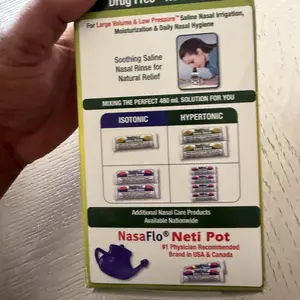 Drug Free
For Large Volume & Low Pressure™ Saline Nasal Irrigation,
Moisturization & Daily Nasal Hygiene
Soothing Saline
Nasal Rinse for
Natural Relief
MIXING THE PERFECT 480 mL SOLUTION FOR YOU
ISOTONIC
HYPERTONIC
Additional Nasal Care Products
Available Nationwide
NasaFlo® Neti Pot
#1 Physician Recommended
Brand in USA & Canada